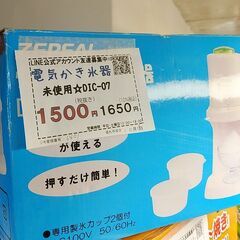 ZEPEAL
LINE公式アカウント友達募集中
電気かき氷器
未使用☆DIC-07
(税抜き)
1500円
1650円
が使える
押すだけ簡単！
●専用製氷カップ2個付
100V 50/60Hz